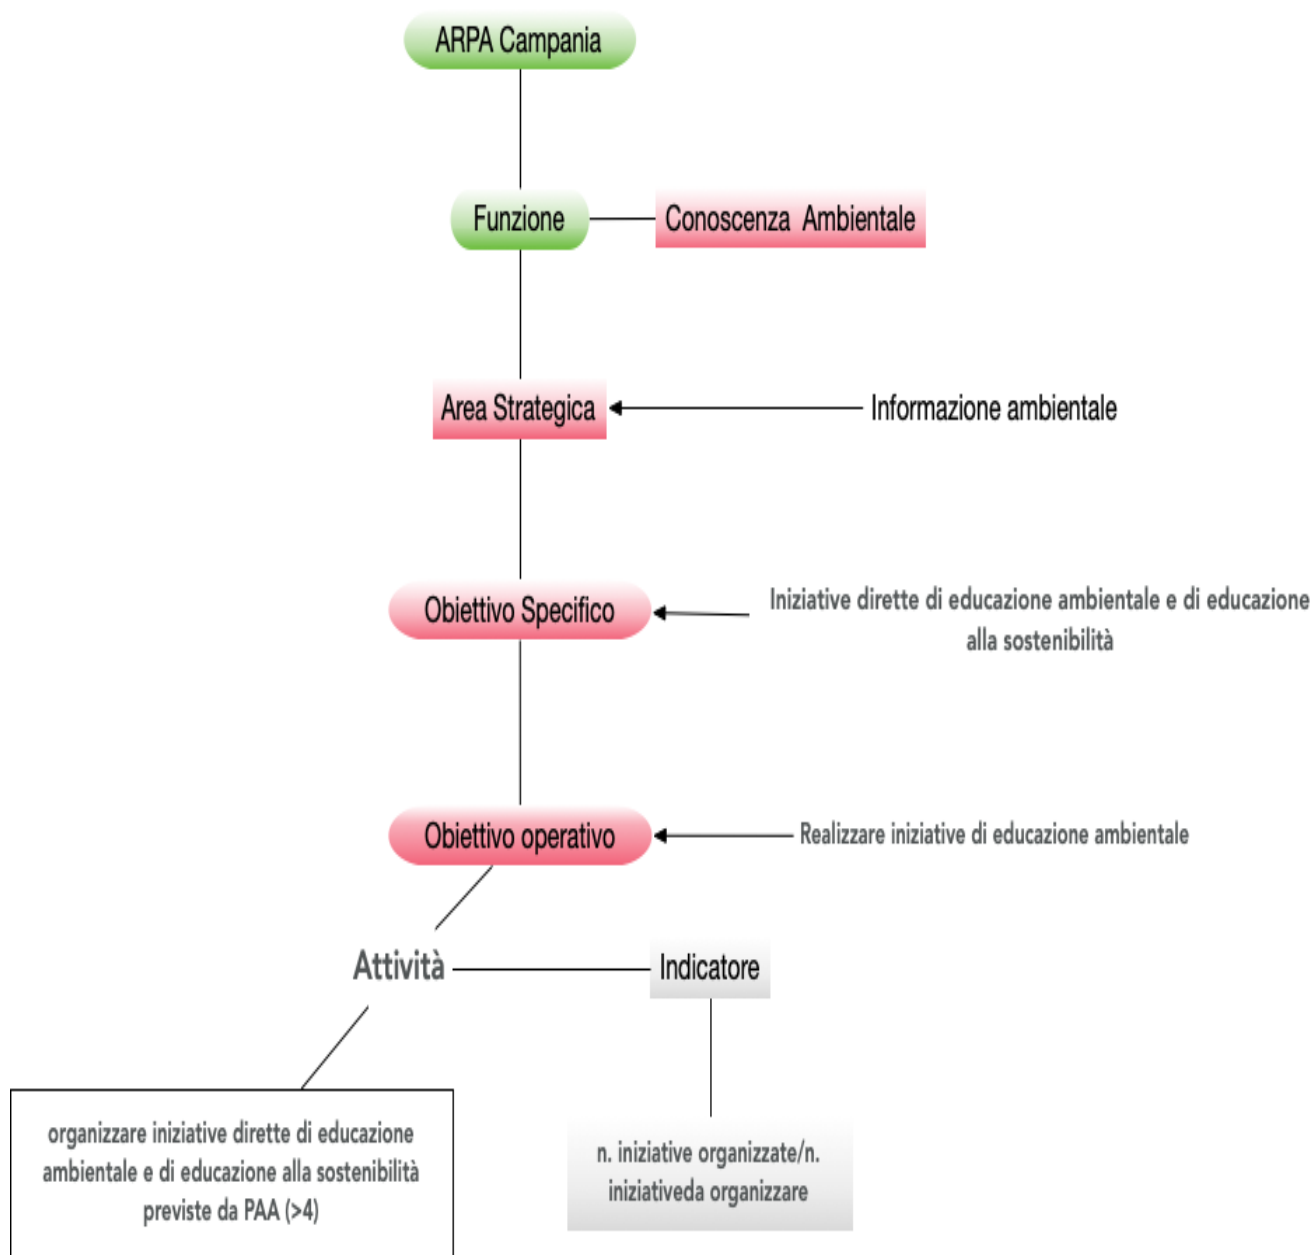 ARPA Campania
Funzione
Conoscenza Ambientale
Area Strategica
Informazione ambientale
Obiettivo Specifico
Iniziative dirette di educazione ambientale e di educazione
alla sostenibilità
Obiettivo operativo
Realizzare iniziative di educazione ambientale
Attività
Indicatore
organizzare iniziative dirette di educazione
ambientale e di educazione alla sostenibilità
previste da PAA (>4)
n. iniziative organizzate/n.
iniziativeda organizzare